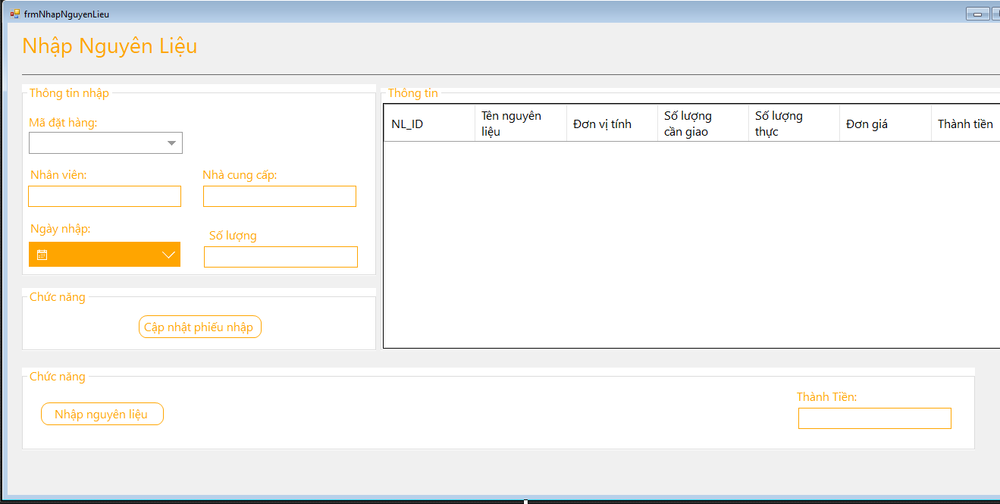 frmNhapNguyenLieu
Nhập Nguyên Liệu
Thông tin nhập
Mã đặt hàng:
Nhân viên:
Nhà cung cấp:
Ngày nhập:
Số lượng
Chức năng
Cập nhật phiếu nhập
Thông tin
NL_ID
Tên nguyên
liệu
Đơn vị tính
Số lượng
cần giao
Số lượng
thực
Đơn giá
Thành tiền
Chức năng
Nhập nguyên liệu
Thành Tiền: